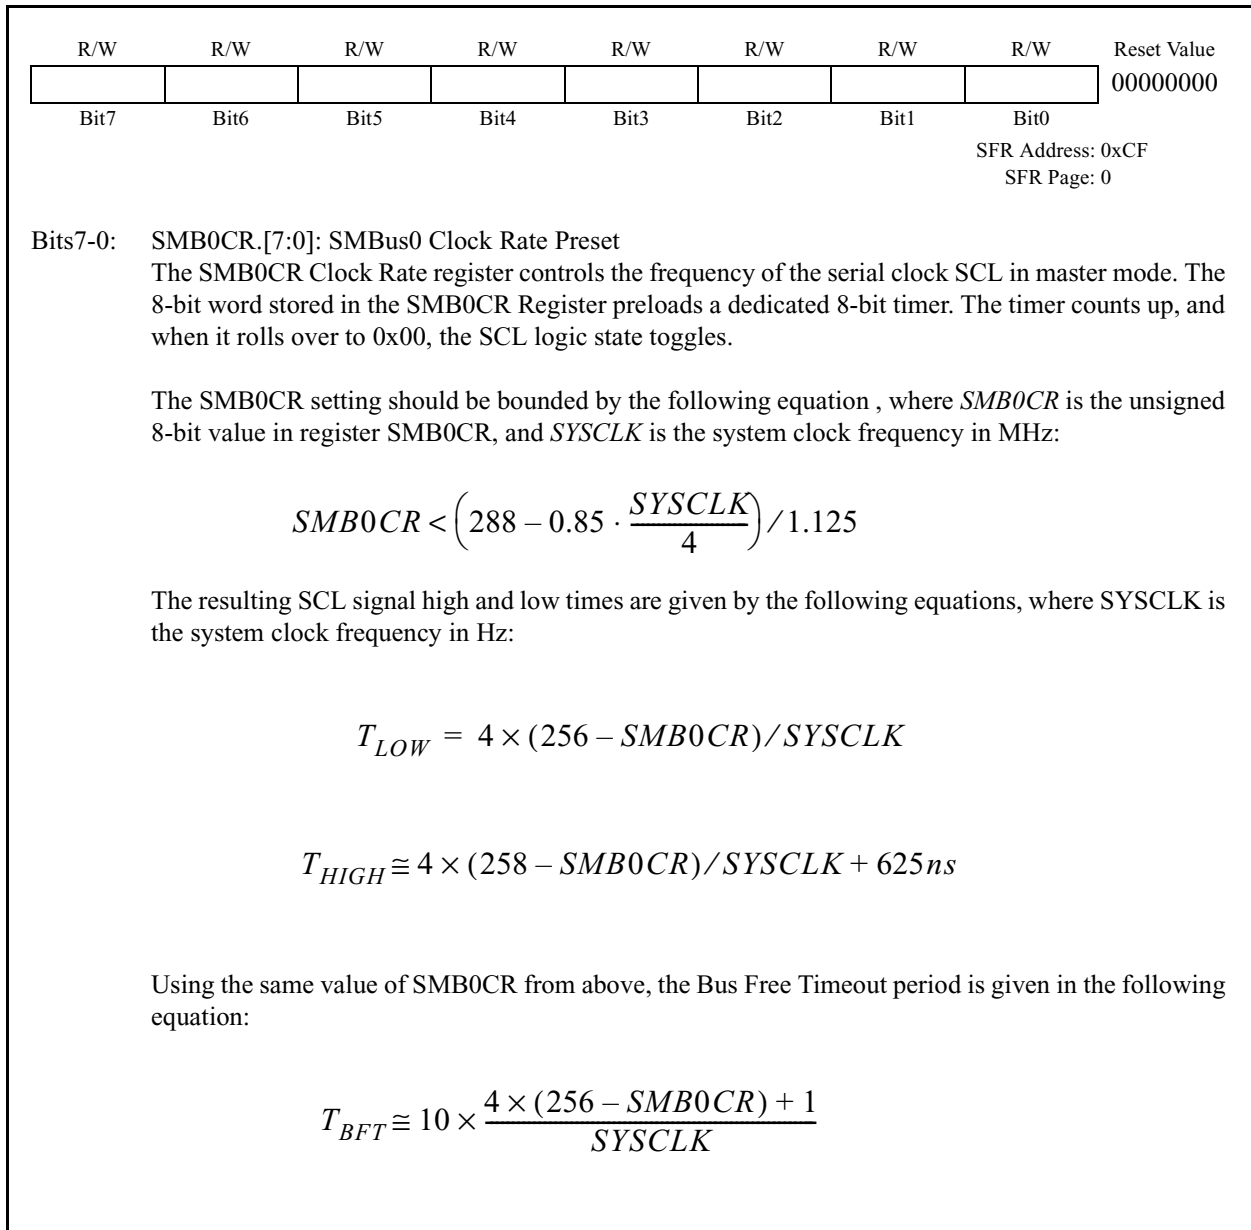 R/W R/W R/W R/W R/W R/W R/W R/W Reset Value
00000000
Bit7 Bit6 Bit5 Bit4 Bit3 Bit2 Bit1 Bit0
SFR Address: 0xCF
SFR Page: 0
Bits7-0: SMB0CR.[7:0]: SMBus0 Clock Rate Preset
The SMB0CR Clock Rate register controls the frequency of the serial clock SCL in master mode. The
8-bit word stored in the SMB0CR Register preloads a dedicated 8-bit timer. The timer counts up, and
when it rolls over to 0x00, the SCL logic state toggles.
The SMB0CR setting should be bounded by the following equation , where SMB0CR is the unsigned
8-bit value in register SMB0CR, and SYSCLK is the system clock frequency in MHz:
SMB0CR < (288 – 0.85 · SYSCLK / 4) / 1.125
The resulting SCL signal high and low times are given by the following equations, where SYSCLK is
the system clock frequency in Hz:
T_LOW = 4 × (256 – SMB0CR) / SYSCLK
T_HIGH ≅ 4 × (258 – SMB0CR) / SYSCLK + 625ns
Using the same value of SMB0CR from above, the Bus Free Timeout period is given in the following
equation:
T_BFT ≅ 10 × (4 × (256 – SMB0CR) + 1) / SYSCLK